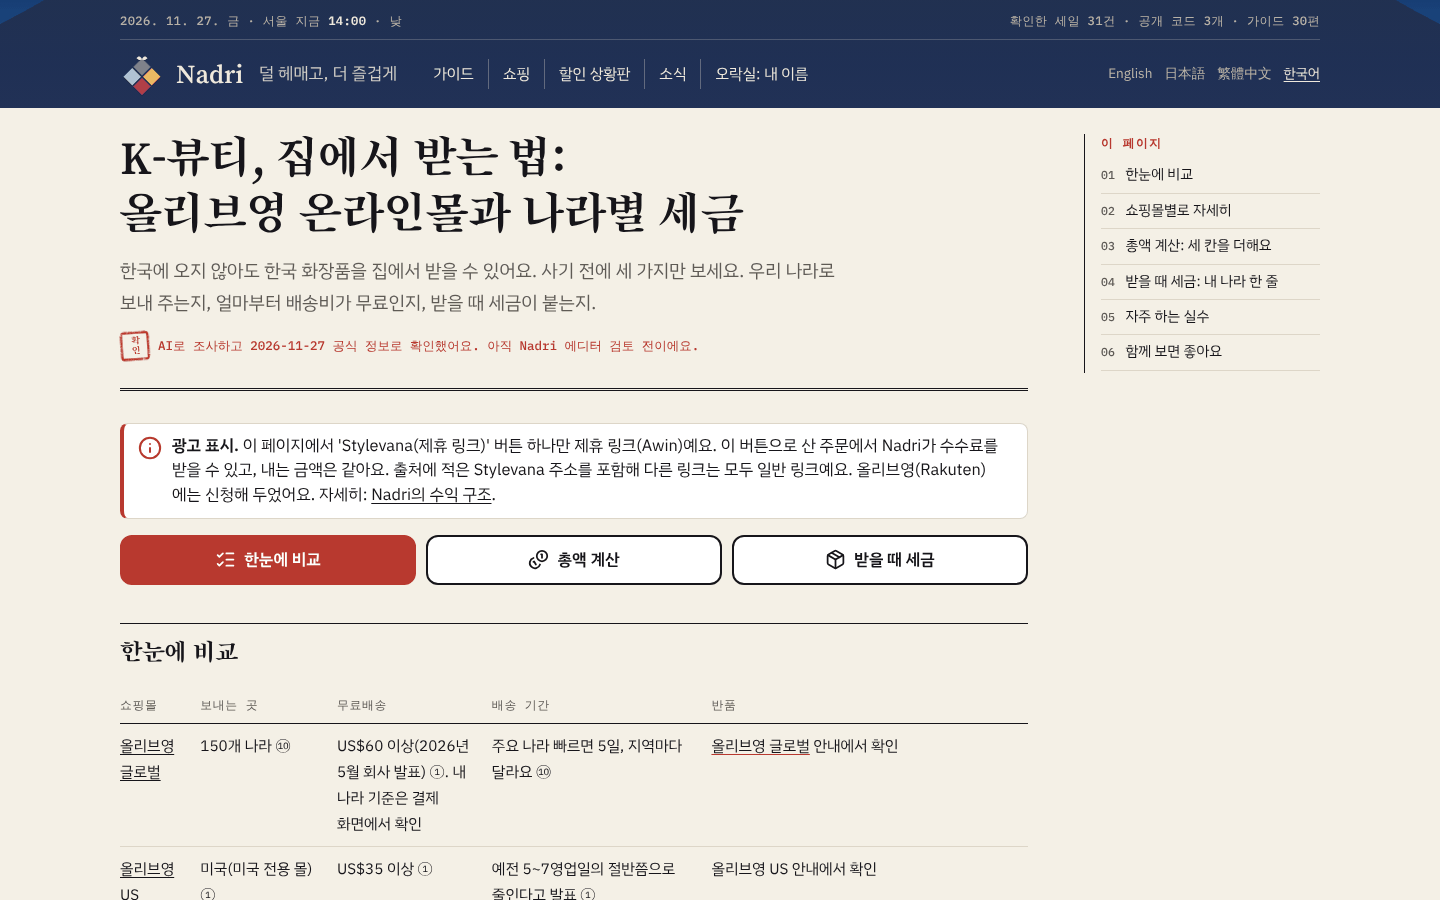 2026. 11. 27. 금 · 서울 지금 14:00 · 낮
확인한 세일 31건 · 공개 코드 3개 · 가이드 30편
Nadri 덜 헤매고, 더 즐겁게
가이드 쇼핑 할인 상황판 소식 오락실: 내 이름
English 日本語 繁體中文 한국어
K-뷰티, 집에서 받는 법:
올리브영 온라인몰과 나라별 세금
한국에 오지 않아도 한국 화장품을 집에서 받을 수 있어요. 사기 전에 세 가지만 보세요. 우리 나라로
보내 주는지, 얼마부터 배송비가 무료인지, 받을 때 세금이 붙는지.
확인
AI로 조사하고 2026-11-27 공식 정보로 확인했어요. 아직 Nadri 에디터 검토 전이에요.
이 페이지
01 한눈에 비교
02 쇼핑몰별로 자세히
03 총액 계산: 세 칸을 더해요
04 받을 때 세금: 내 나라 한 줄
05 자주 하는 실수
06 함께 보면 좋아요
광고 표시. 이 페이지에서 'Stylevana(제휴 링크)' 버튼 하나만 제휴 링크(Awin)예요. 이 버튼으로 산 주문에서 Nadri가 수수료를
받을 수 있고, 내는 금액은 같아요. 출처에 적은 Stylevana 주소를 포함해 다른 링크는 모두 일반 링크예요. 올리브영(Rakuten)
에는 신청해 두었어요. 자세히: Nadri의 수익 구조.
한눈에 비교
총액 계산
받을 때 세금
한눈에 비교
쇼핑몰 보내는 곳 무료배송 배송 기간 반품
올리브영 150개 나라 ⑩ US$60 이상(2026년 주요 나라 빠르면 5일, 지역마다 올리브영 글로벌 안내에서 확인
글로벌 5월 회사 발표) ①. 내 달라요 ⑩
나라 기준은 결제
화면에서 확인
올리브영 미국(미국 전용 몰) US$35 이상 ① 예전 5~7영업일의 절반쯤으로 올리브영 US 안내에서 확인
US ① 줄인다고 발표 ①